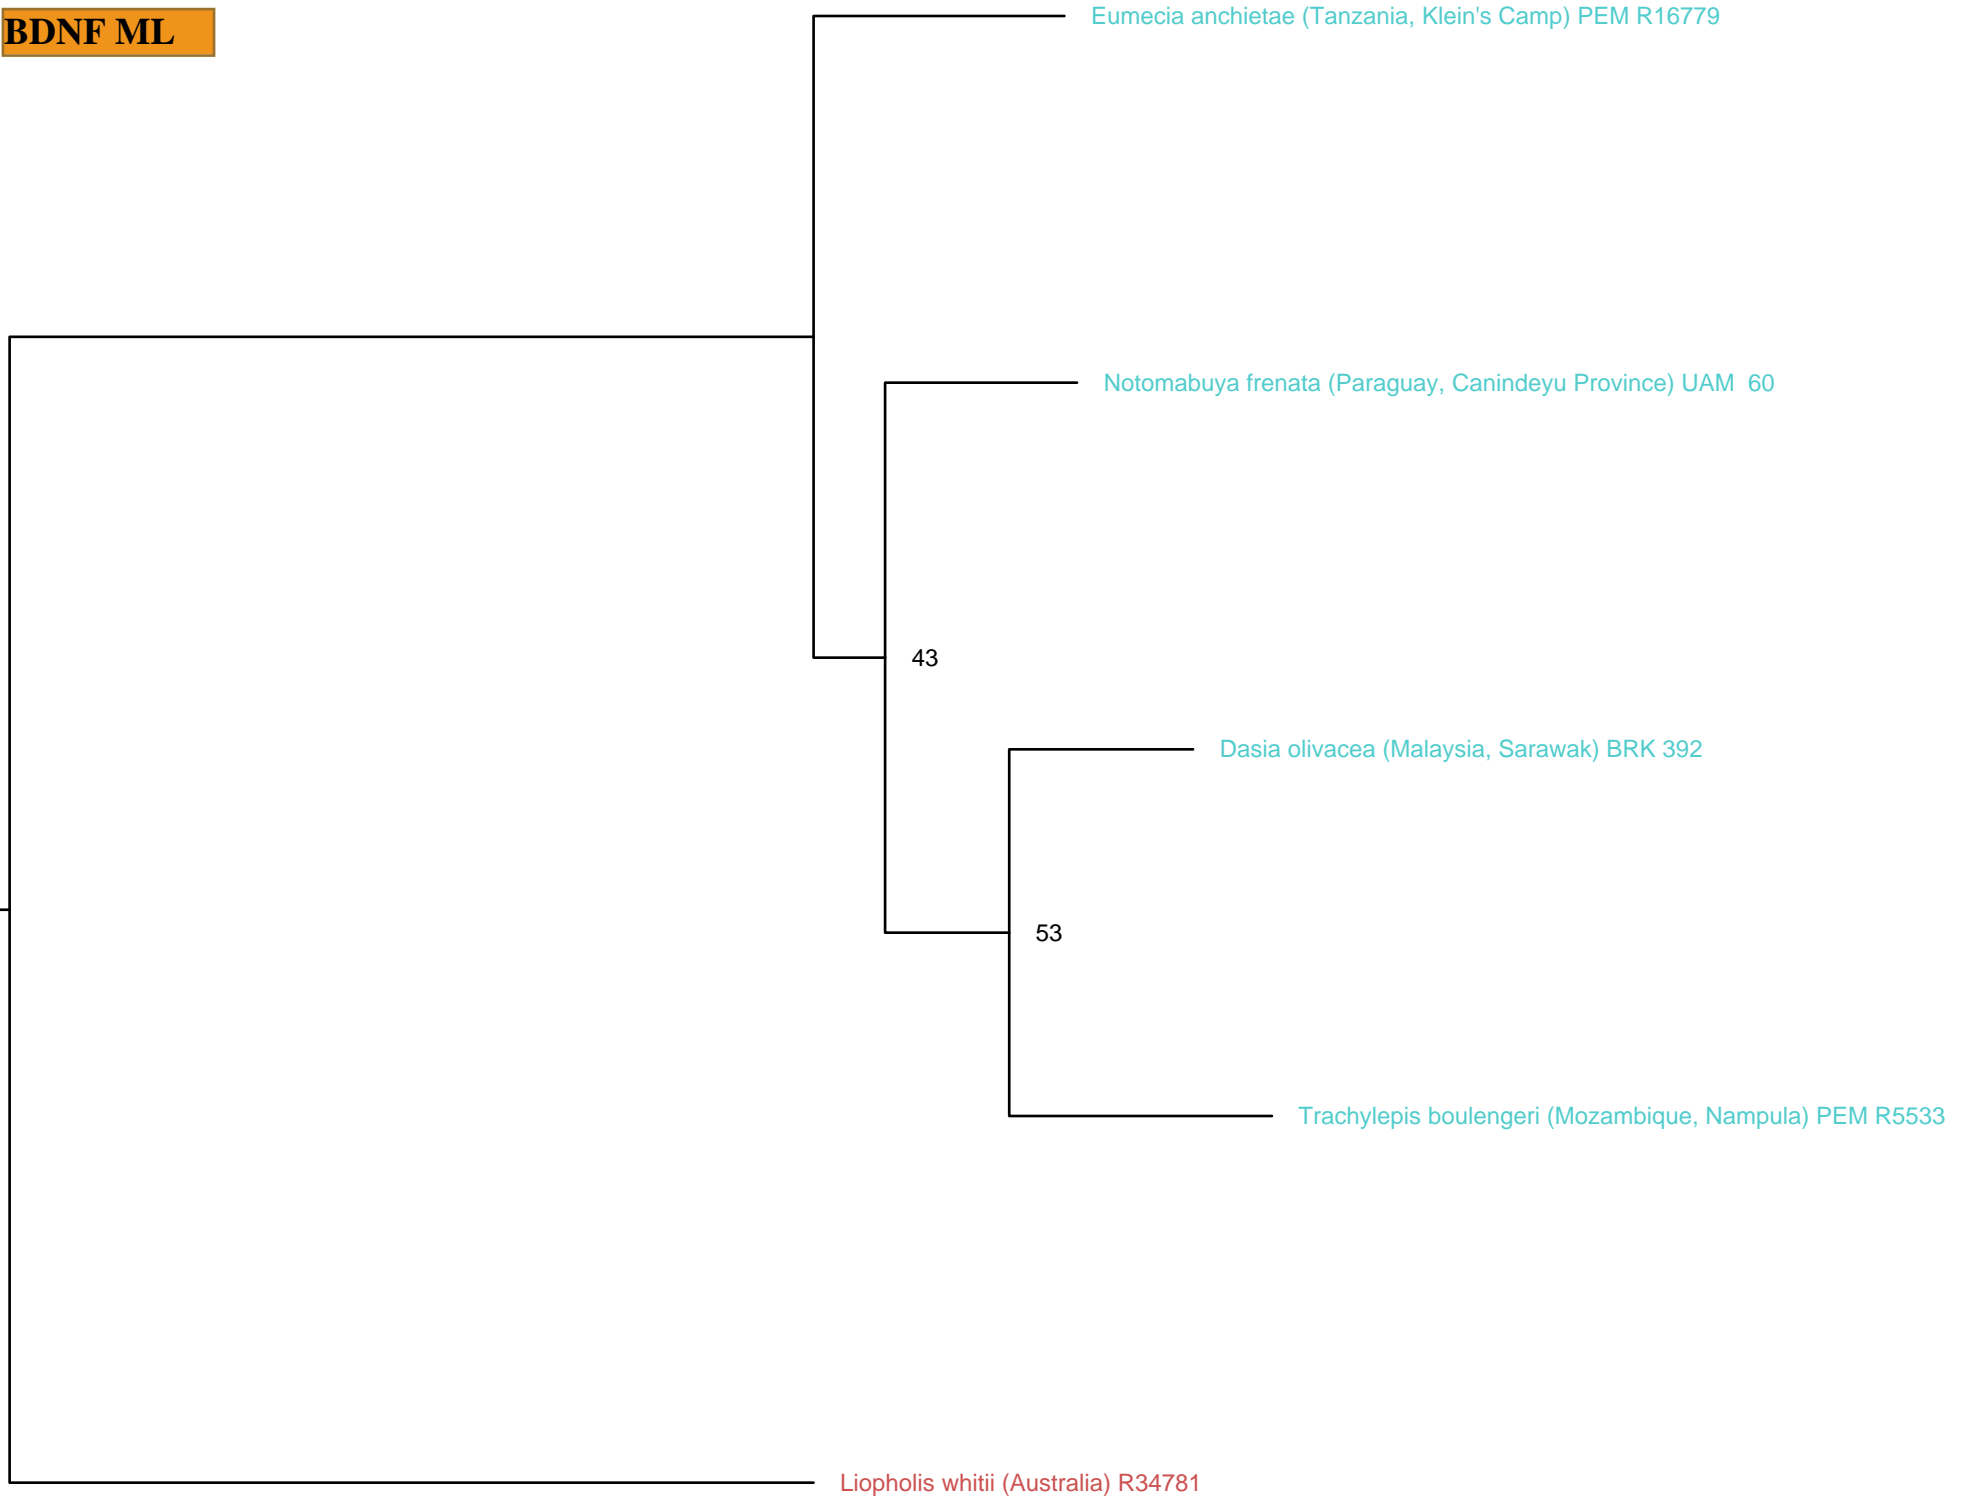 BDNF ML
Eumecia anchietae (Tanzania, Klein's Camp) PEM R16779
Notomabuya frenata (Paraguay, Canindeyu Province) UAM  60
43
Dasia olivacea (Malaysia, Sarawak) BRK 392
53
Trachylepis boulengeri (Mozambique, Nampula) PEM R5533
Liopholis whitii (Australia) R34781